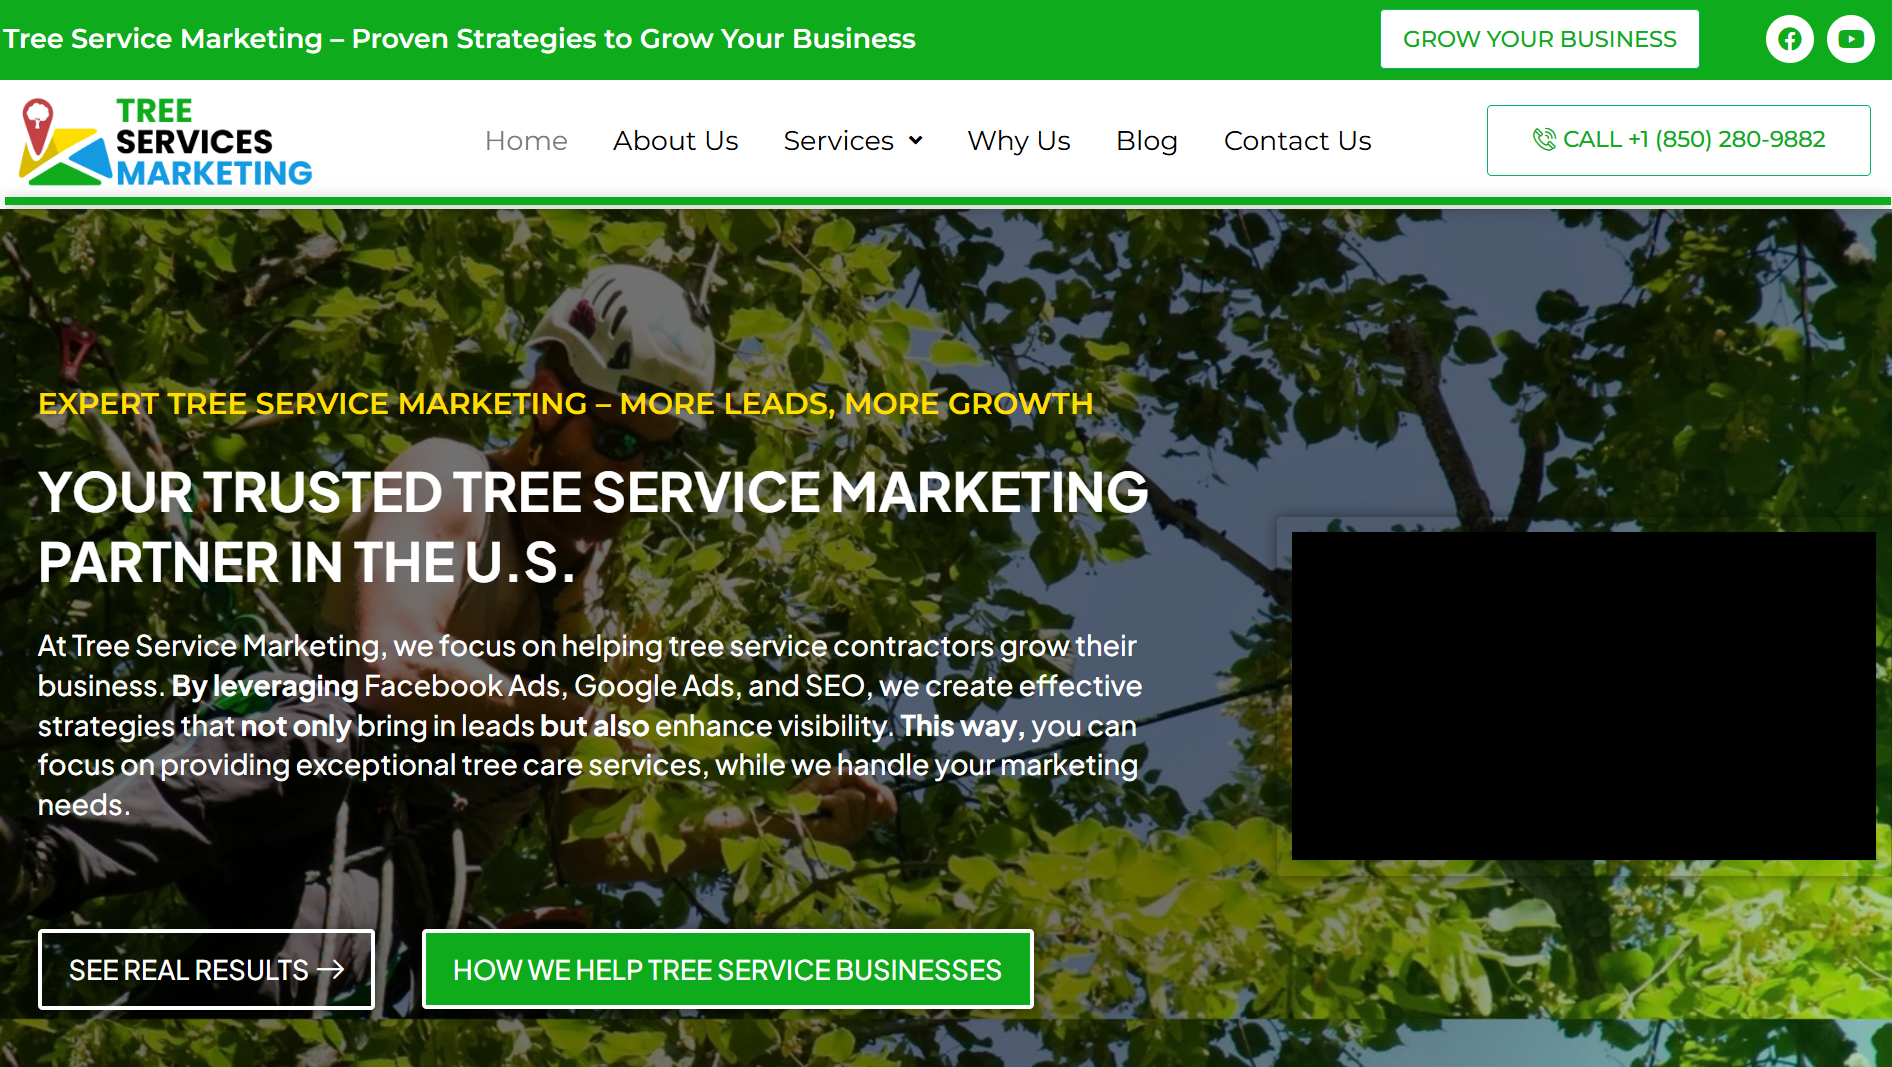 Tree Service Marketing – Proven Strategies to Grow Your Business
GROW YOUR BUSINESS
TREE
SERVICES
MARKETING
Home
About Us
Services
Why Us
Blog
Contact Us
CALL +1 (850) 280-9882
EXPERT TREE SERVICE MARKETING – MORE LEADS, MORE GROWTH
YOUR TRUSTED TREE SERVICE MARKETING
PARTNER IN THE U.S.
At Tree Service Marketing, we focus on helping tree service contractors grow their
business. By leveraging Facebook Ads, Google Ads, and SEO, we create effective
strategies that not only bring in leads but also enhance visibility. This way, you can
focus on providing exceptional tree care services, while we handle your marketing
needs.
SEE REAL RESULTS →
HOW WE HELP TREE SERVICE BUSINESSES